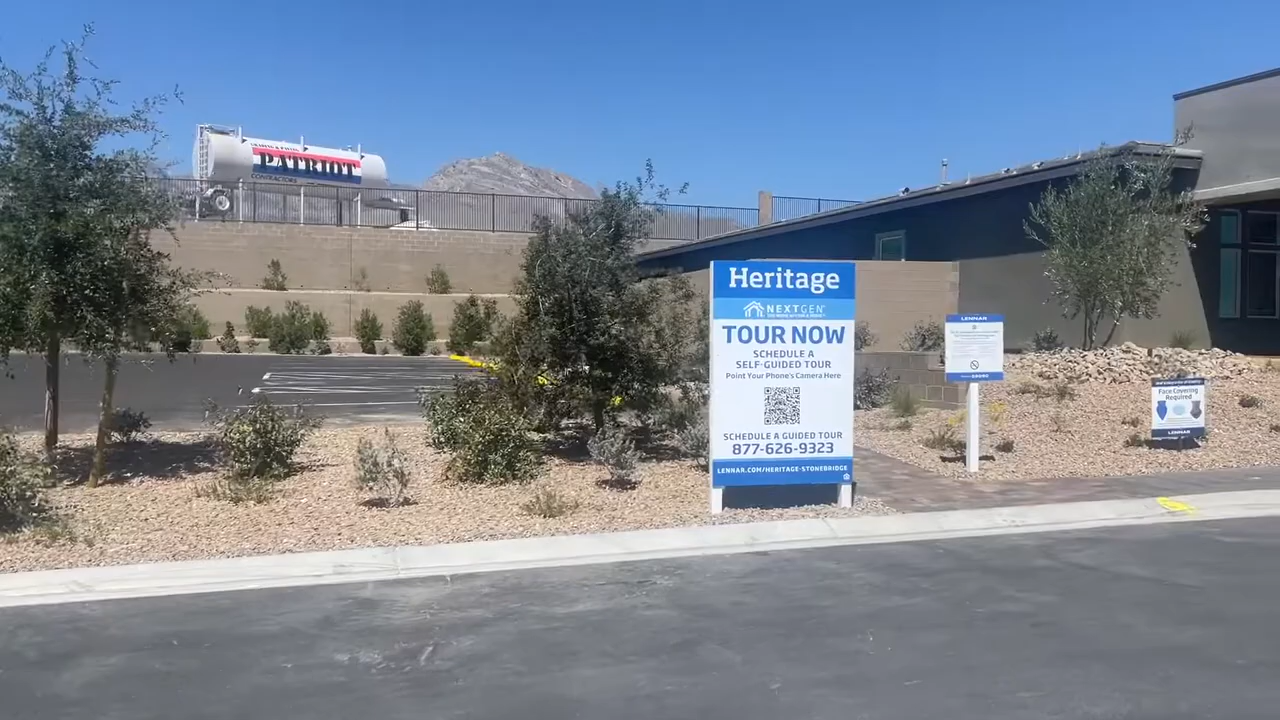 PATRIOT
CONTRACTORS
Heritage
NEXTGEN
TOUR NOW
SCHEDULE A
SELF-GUIDED TOUR
Point Your Phone's Camera Here
SCHEDULE A GUIDED TOUR
877-626-9323
LENNAR.COM/HERITAGE-STONEBRIDGE
LENNAR
Face Covering
Required
LENNAR